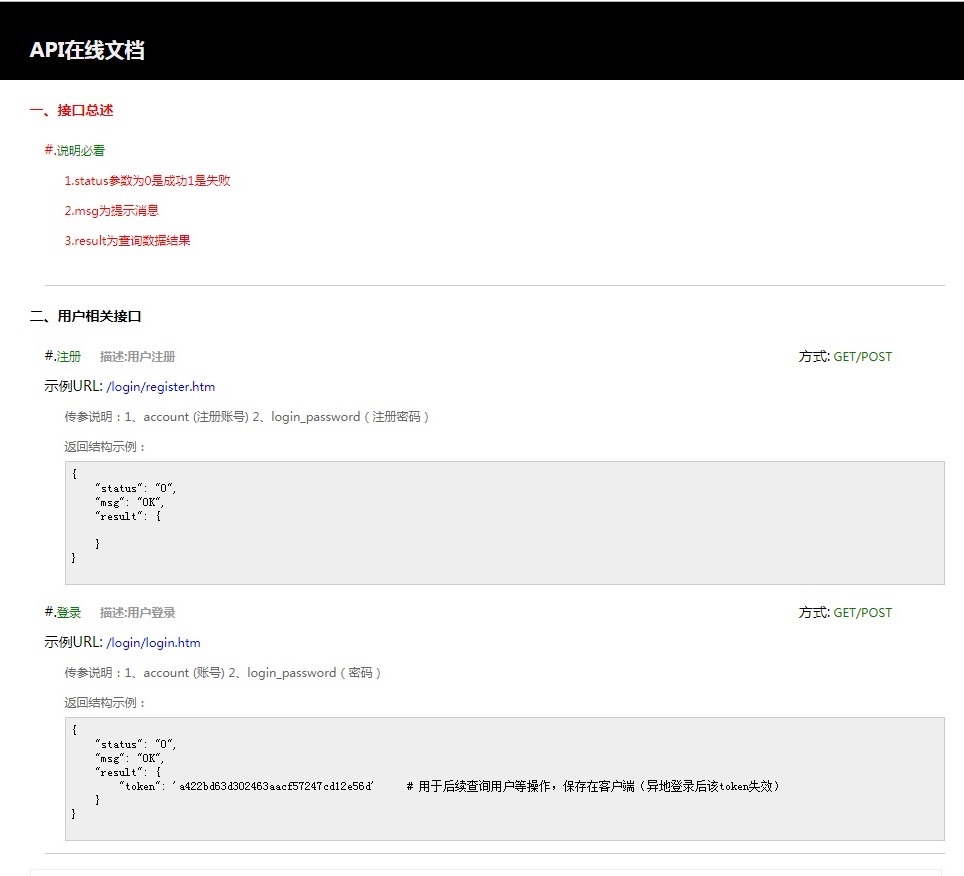 API在线文档
一、接口总述
#.说明必看
1.status参数为0是成功1是失败
2.msg为提示消息
3.result为查询数据结果
二、用户相关接口
#.注册 描述:用户注册 方式: GET/POST
示例URL: /login/register.htm
传参说明：1、account (注册账号) 2、login_password（注册密码）
返回结构示例：
{
"status": "0",
"msg": "OK",
"result": {
}
}
#.登录 描述:用户登录 方式: GET/POST
示例URL: /login/login.htm
传参说明：1、account (账号) 2、login_password（密码）
返回结构示例：
{
"status": "0",
"msg": "OK",
"result": {
"token": 'a422bd63d302463aacf57247cd12e56d' # 用于后续查询用户等操作，保存在客户端（异地登录后该token失效）
}
}